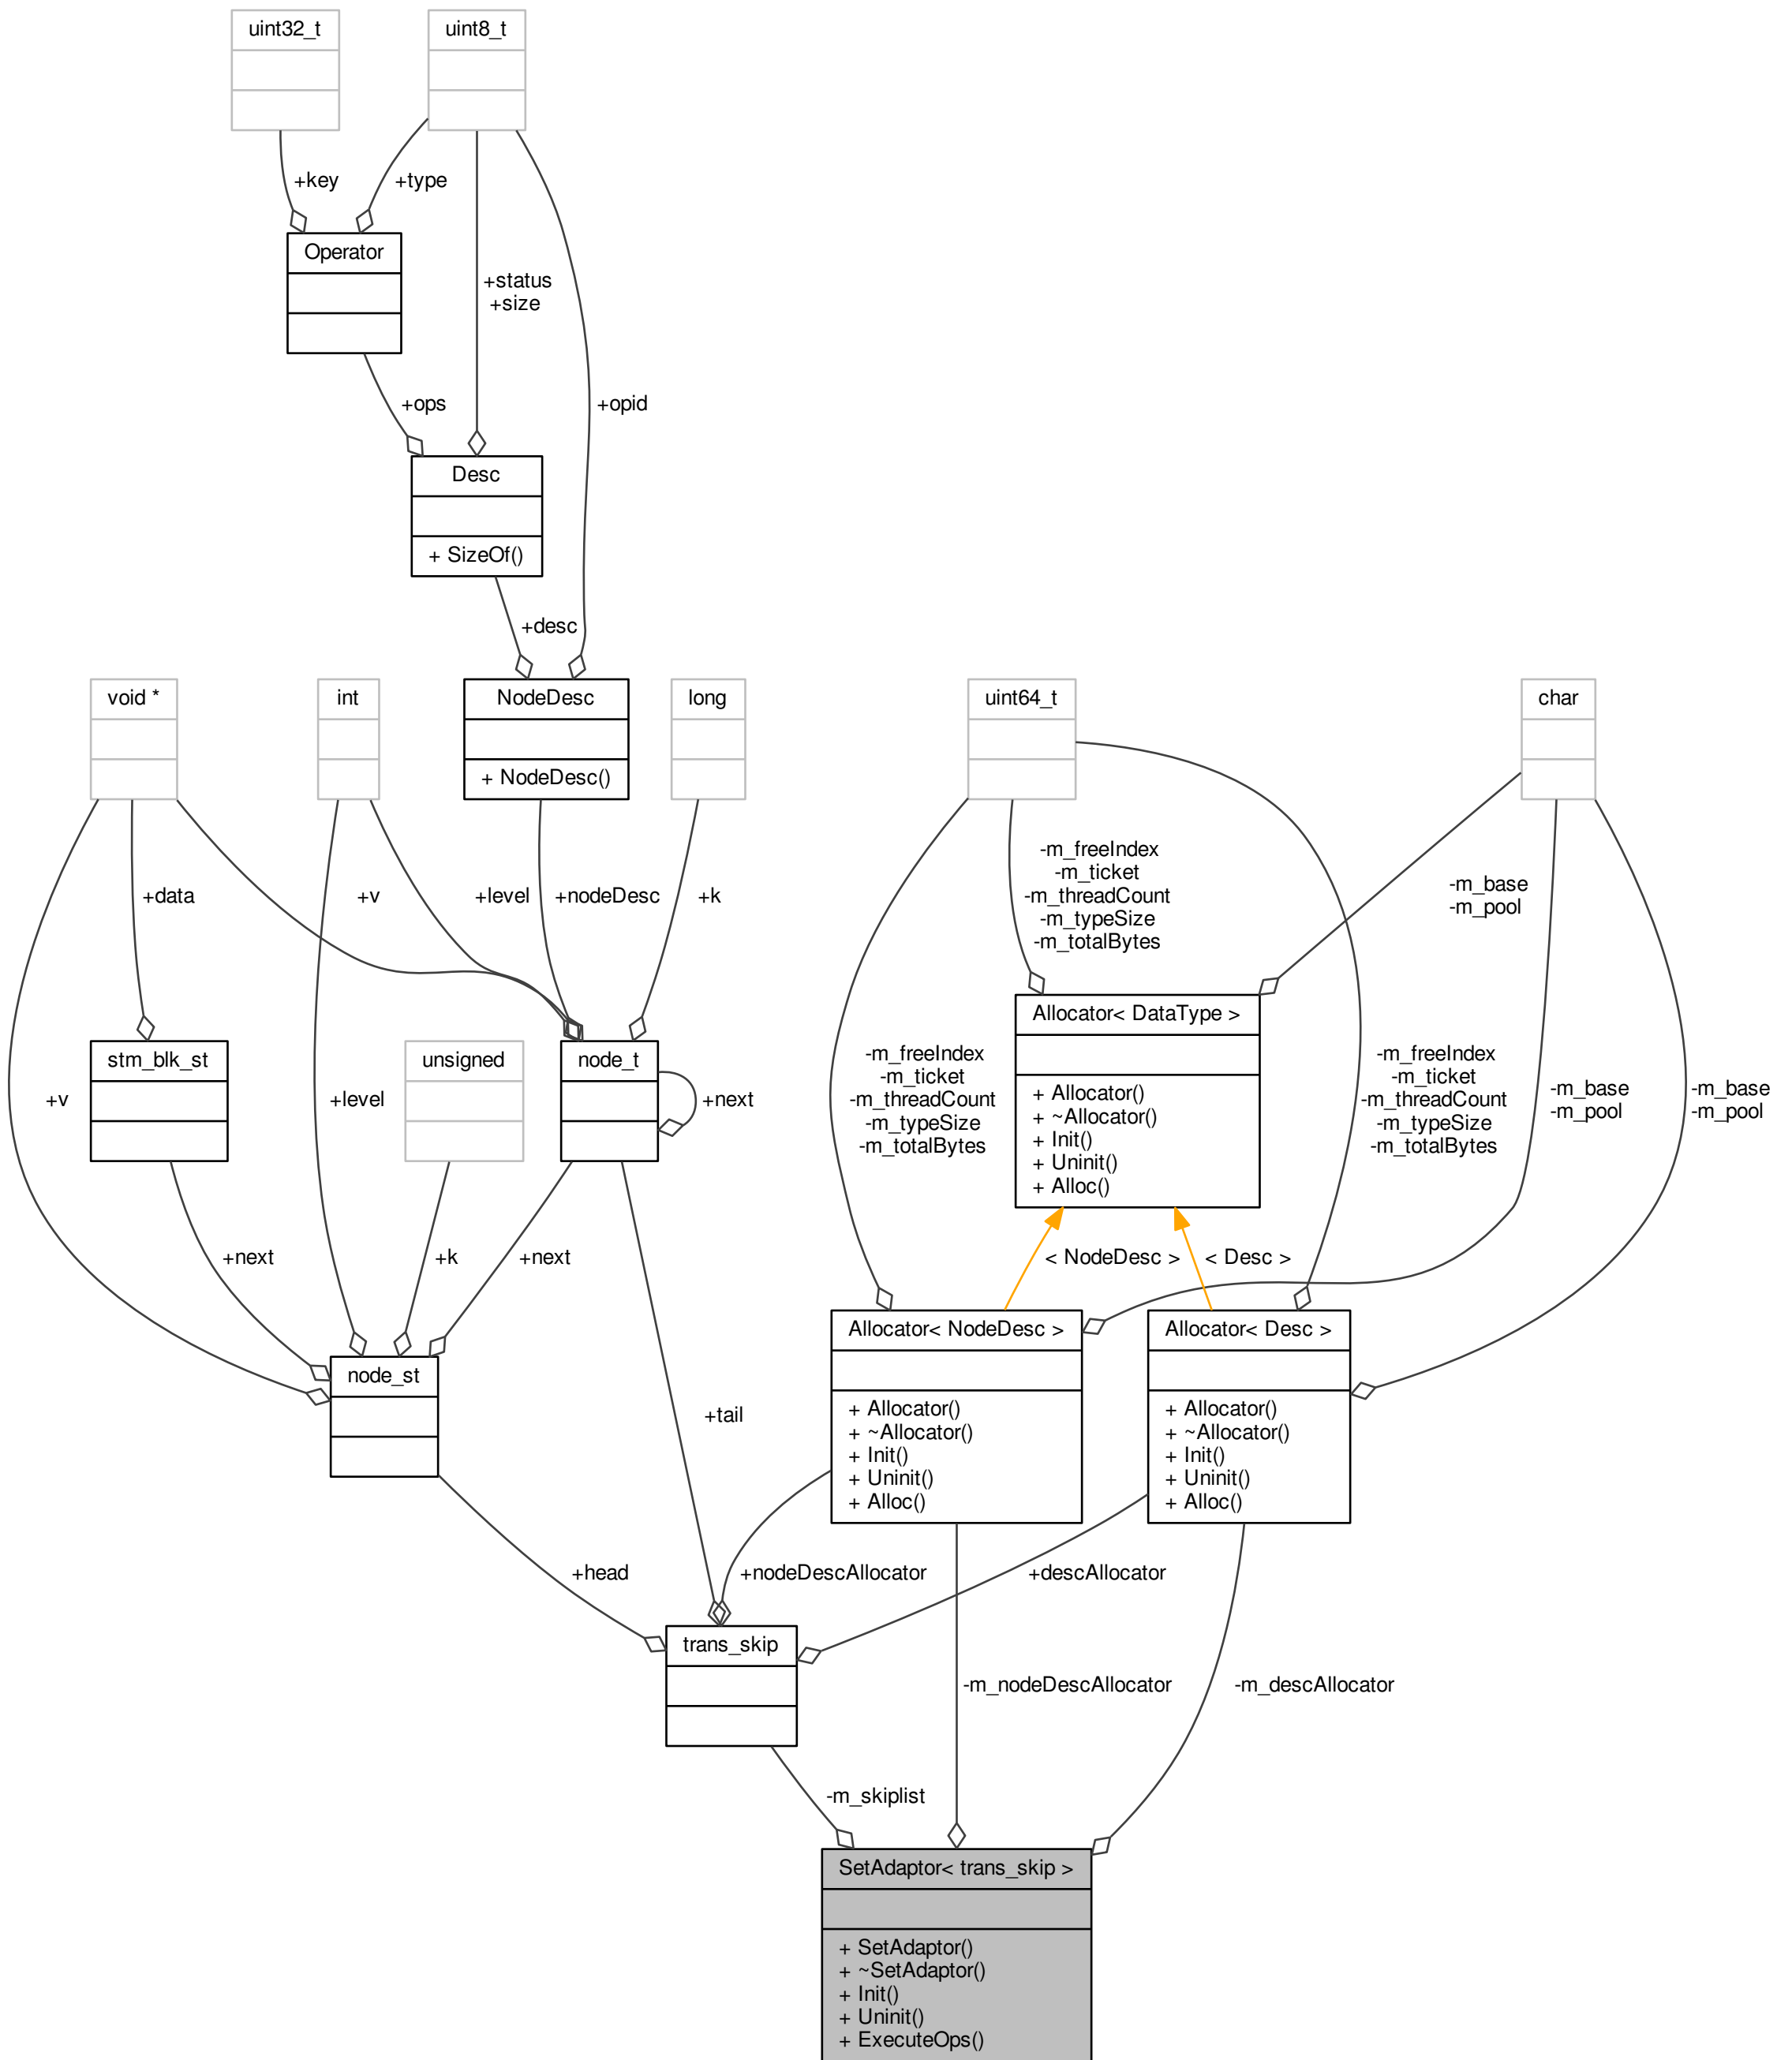 uint32_t
uint8_t
+key
+type
Operator
+status
+size
+ops
+opid
Desc
+ SizeOf()
+desc
void *
int
NodeDesc
+ NodeDesc()
long
uint64_t
char
+data
+v
+level
+nodeDesc
+k
-m_freeIndex
-m_ticket
-m_threadCount
-m_typeSize
-m_totalBytes
-m_base
-m_pool
stm_blk_st
unsigned
node_t
+next
Allocator< DataType >
+ Allocator()
+ ~Allocator()
+ Init()
+ Uninit()
+ Alloc()
+v
+level
-m_freeIndex
-m_ticket
-m_threadCount
-m_typeSize
-m_totalBytes
-m_freeIndex
-m_ticket
-m_threadCount
-m_typeSize
-m_totalBytes
-m_base
-m_pool
-m_base
-m_pool
+next
+k
+next
< NodeDesc >
< Desc >
node_st
+tail
Allocator< NodeDesc >
+ Allocator()
+ ~Allocator()
+ Init()
+ Uninit()
+ Alloc()
Allocator< Desc >
+ Allocator()
+ ~Allocator()
+ Init()
+ Uninit()
+ Alloc()
+head
+nodeDescAllocator
+descAllocator
trans_skip
-m_nodeDescAllocator
-m_descAllocator
-m_skiplist
SetAdaptor< trans_skip >
+ SetAdaptor()
+ ~SetAdaptor()
+ Init()
+ Uninit()
+ ExecuteOps()